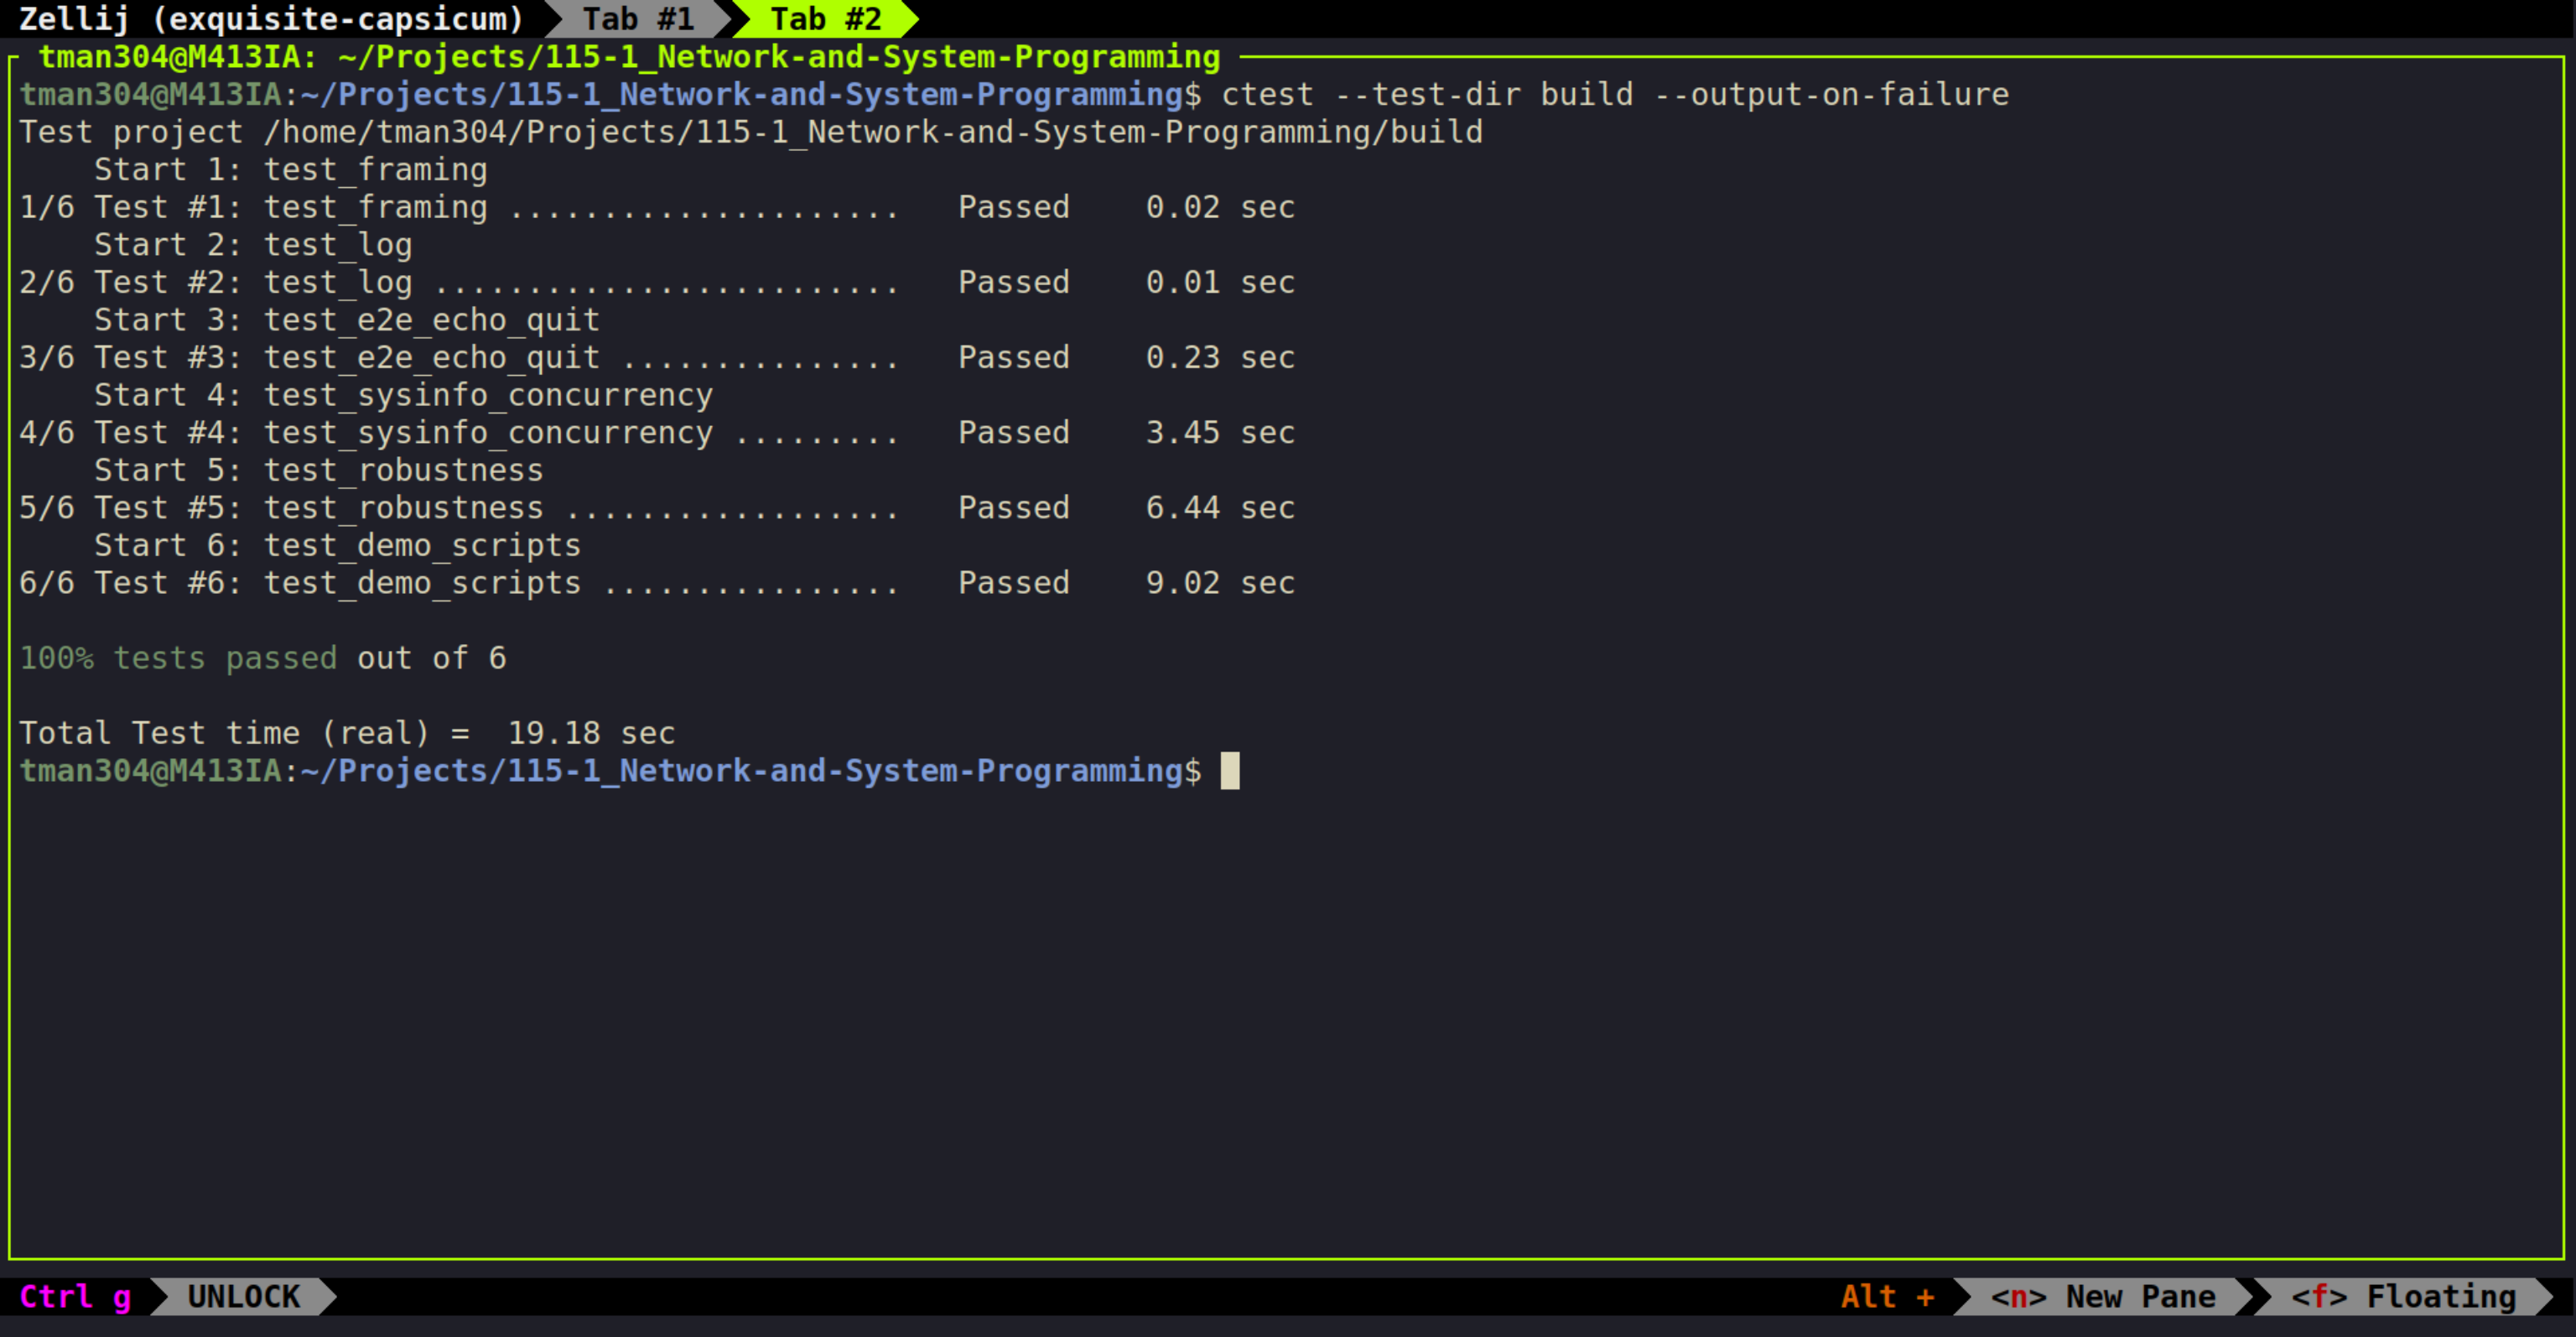 Zellij (exquisite-capsicum) Tab #1 Tab #2
tman304@M413IA: ~/Projects/115-1_Network-and-System-Programming
tman304@M413IA:~/Projects/115-1_Network-and-System-Programming$ ctest --test-dir build --output-on-failure
Test project /home/tman304/Projects/115-1_Network-and-System-Programming/build
    Start 1: test_framing
1/6 Test #1: test_framing .....................   Passed    0.02 sec
    Start 2: test_log
2/6 Test #2: test_log .........................   Passed    0.01 sec
    Start 3: test_e2e_echo_quit
3/6 Test #3: test_e2e_echo_quit ...............   Passed    0.23 sec
    Start 4: test_sysinfo_concurrency
4/6 Test #4: test_sysinfo_concurrency .........   Passed    3.45 sec
    Start 5: test_robustness
5/6 Test #5: test_robustness ..................   Passed    6.44 sec
    Start 6: test_demo_scripts
6/6 Test #6: test_demo_scripts ................   Passed    9.02 sec

100% tests passed out of 6

Total Test time (real) =  19.18 sec
tman304@M413IA:~/Projects/115-1_Network-and-System-Programming$
Ctrl g UNLOCK Alt + <n> New Pane <f> Floating